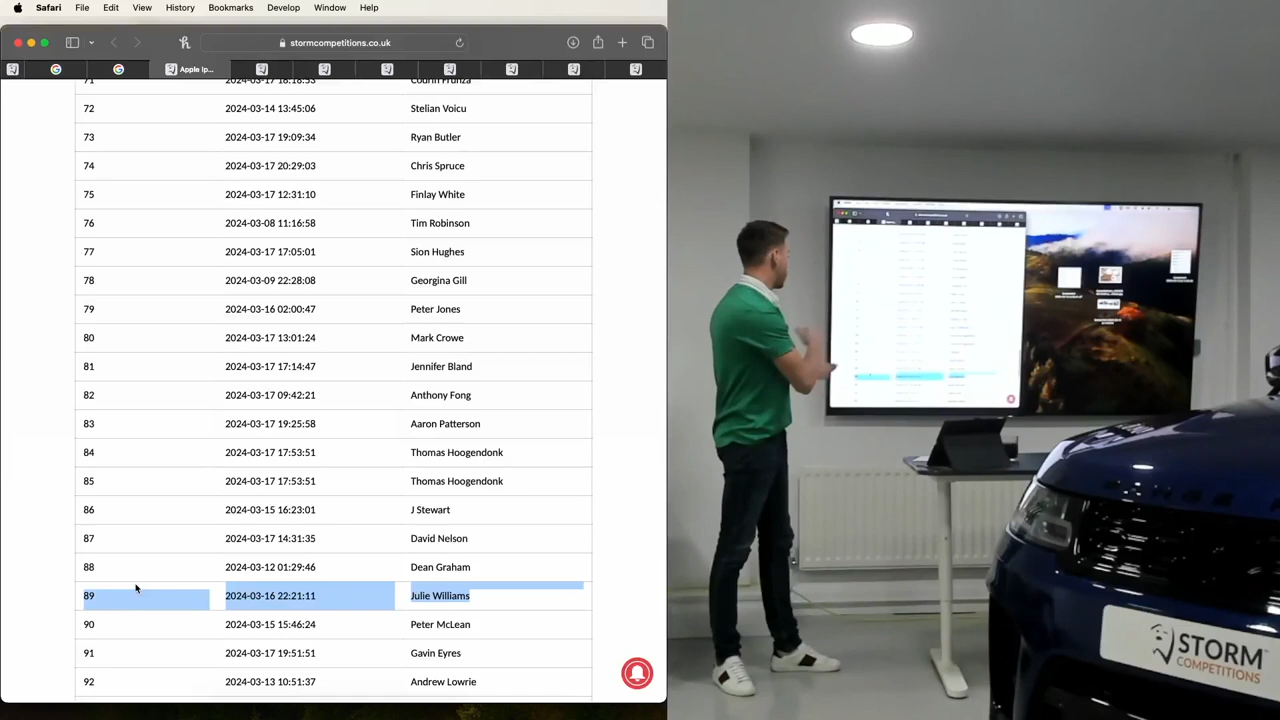 Safari File Edit View History Bookmarks Develop Window Help
stormcompetitions.co.uk
Apple Ip...
71 2024-03-17 18:18:53 Codrin Frunza
72 2024-03-14 13:45:06 Stelian Voicu
73 2024-03-17 19:09:34 Ryan Butler
74 2024-03-17 20:29:03 Chris Spruce
75 2024-03-17 12:31:10 Finlay White
76 2024-03-08 11:16:58 Tim Robinson
77 2024-03-17 17:05:01 Sion Hughes
78 2024-03-09 22:28:08 Georgina Gill
79 2024-03-16 02:00:47 Peter Jones
80 2024-03-17 13:01:24 Mark Crowe
81 2024-03-17 17:14:47 Jennifer Bland
82 2024-03-17 09:42:21 Anthony Fong
83 2024-03-17 19:25:58 Aaron Patterson
84 2024-03-17 17:53:51 Thomas Hoogendonk
85 2024-03-17 17:53:51 Thomas Hoogendonk
86 2024-03-15 16:23:01 J Stewart
87 2024-03-17 14:31:35 David Nelson
88 2024-03-12 01:29:46 Dean Graham
89 2024-03-16 22:21:11 Julie Williams
90 2024-03-15 15:46:24 Peter McLean
91 2024-03-17 19:51:51 Gavin Eyres
92 2024-03-13 10:51:37 Andrew Lowrie
STORM
COMPETITIONS